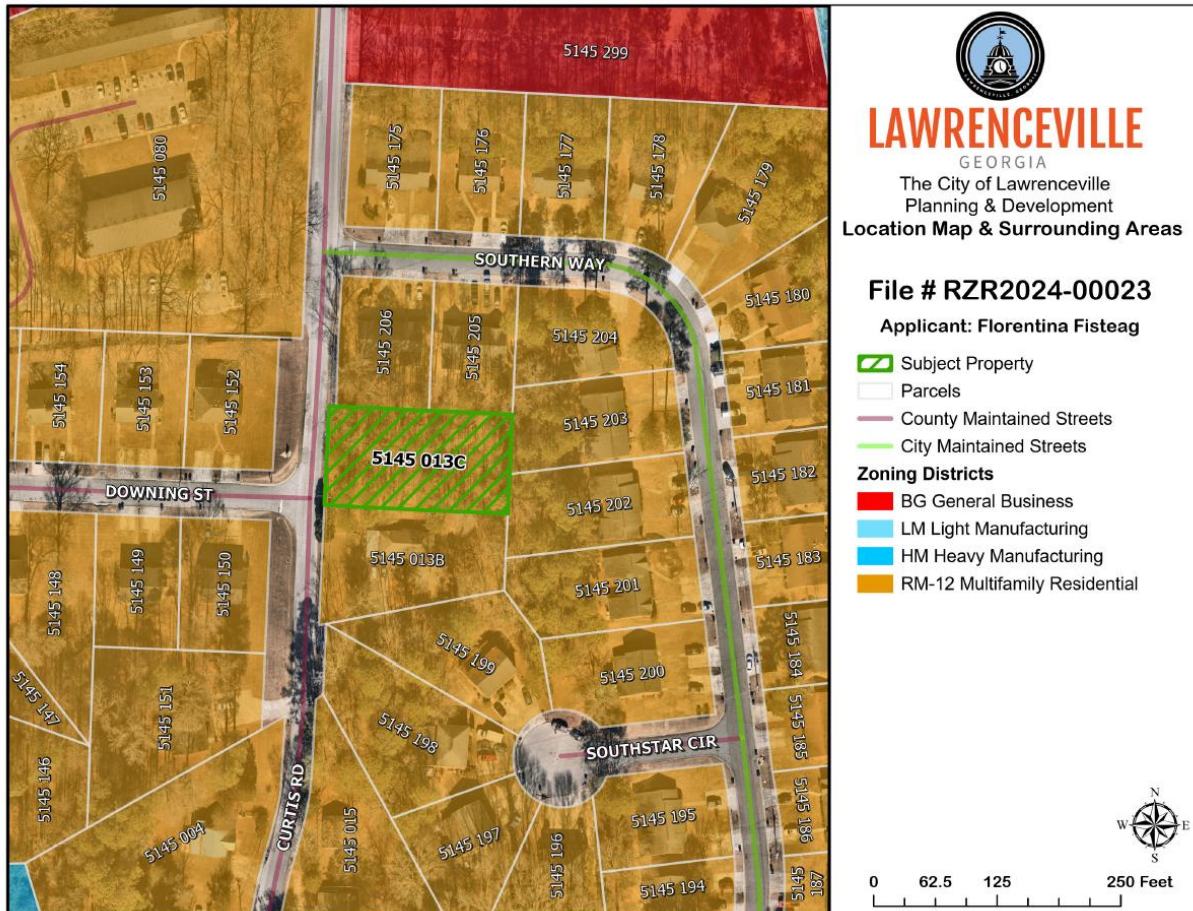 5145 299
5145 175
5145 176
5145 177
5145 178
5145 179
5145 080
SOUTHERN WAY
5145 180
5145 206
5145 205
5145 204
5145 181
5145 154
5145 153
5145 152
5145 203
5145 013C
5145 182
DOWNING ST
5145 202
5145 013B
5145 183
5145 148
5145 149
5145 150
5145 201
5145 199
5145 200
5145 184
5145 147
5145 151
5145 198
5145 185
SOUTHSTAR CIR
5145 146
5145 004
CURTIS RD
5145 015
5145 197
5145 196
5145 195
5145 186
5145 194
5145 187
LAWRENCEVILLE, GEORGIA
LAWRENCEVILLE
GEORGIA
The City of Lawrenceville
Planning & Development
Location Map & Surrounding Areas
File # RZR2024-00023
Applicant: Florentina Fisteag
Subject Property
Parcels
County Maintained Streets
City Maintained Streets
Zoning Districts
BG General Business
LM Light Manufacturing
HM Heavy Manufacturing
RM-12 Multifamily Residential
N
W
E
S
0 62.5 125 250 Feet